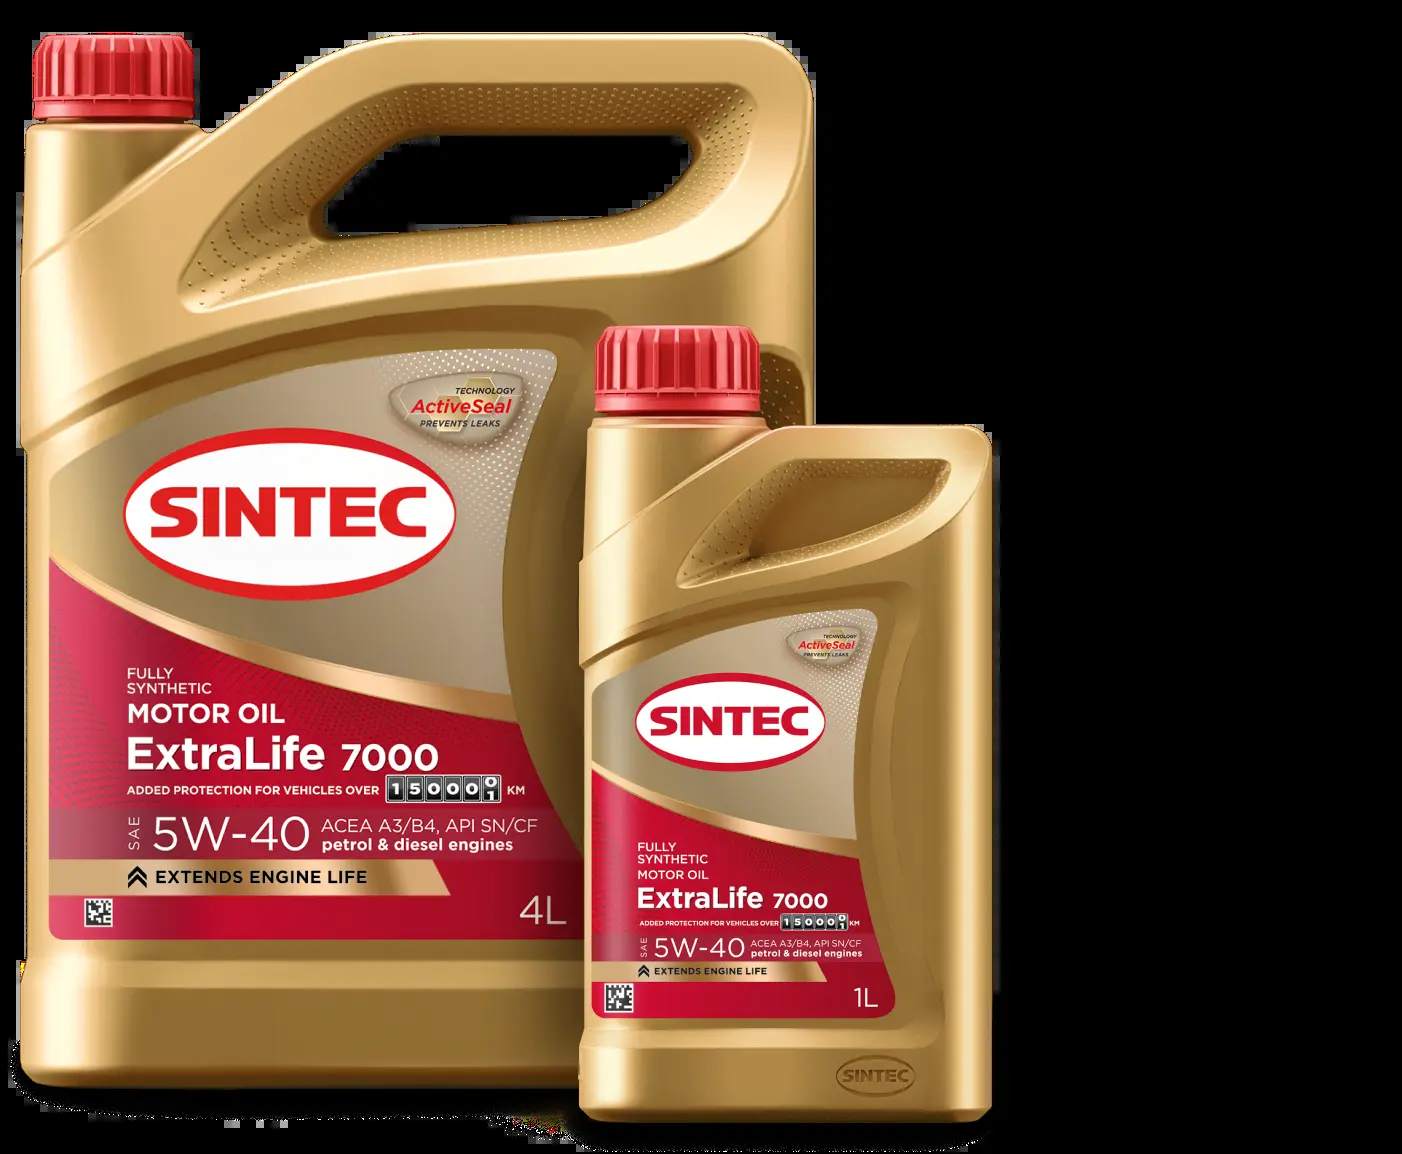 TECHNOLOGY
ActiveSeal
PREVENTS LEAKS
SINTEC
FULLY
SYNTHETIC
MOTOR OIL
ExtraLife 7000
ADDED PROTECTION FOR VEHICLES OVER 150001 KM
SAE 5W-40 ACEA A3/B4, API SN/CF
petrol & diesel engines
EXTENDS ENGINE LIFE
4L
TECHNOLOGY
ActiveSeal
PREVENTS LEAKS
SINTEC
FULLY
SYNTHETIC
MOTOR OIL
ExtraLife 7000
ADDED PROTECTION FOR VEHICLES OVER 150001 KM
SAE 5W-40 ACEA A3/B4, API SN/CF
petrol & diesel engines
EXTENDS ENGINE LIFE
1L
SINTEC